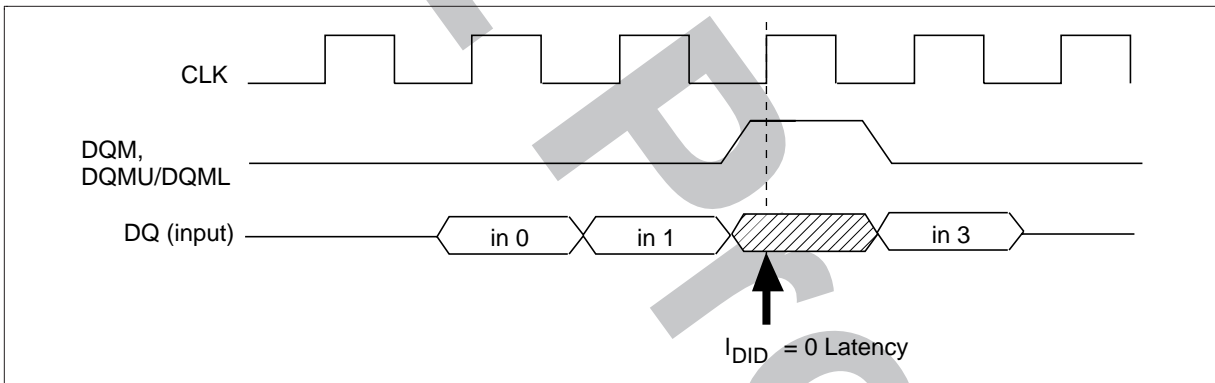 CLK
DQM,
DQMU/DQML
DQ (input)
in 0
in 1
in 3
IDID = 0 Latency